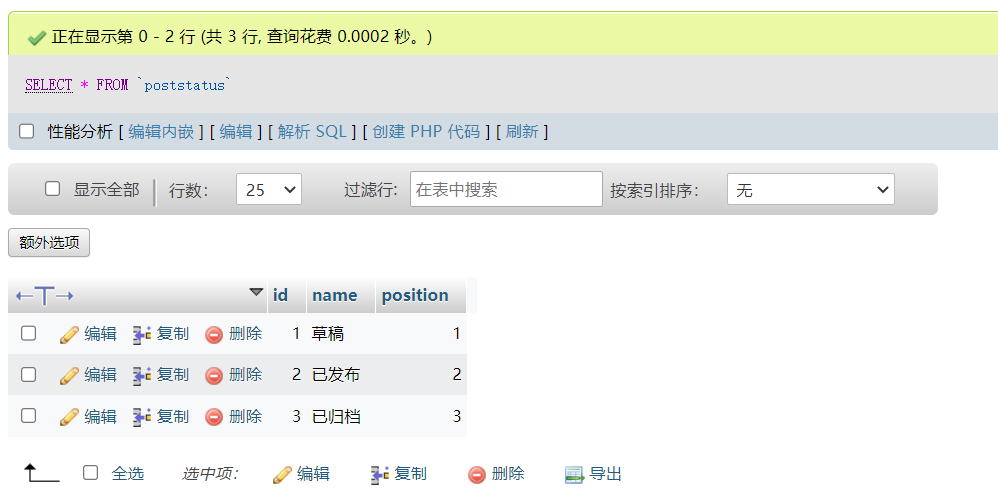 正在显示第 0 - 2 行 (共 3 行, 查询花费 0.0002 秒。)
SELECT * FROM `poststatus`
性能分析 [ 编辑内嵌 ] [ 编辑 ] [ 解析 SQL ] [ 创建 PHP 代码 ] [ 刷新 ]
显示全部 行数: 25 过滤行: 在表中搜索 按索引排序: 无
额外选项
←T→ id name position
编辑 复制 删除 1 草稿 1
编辑 复制 删除 2 已发布 2
编辑 复制 删除 3 已归档 3
全选 选中项: 编辑 复制 删除 导出